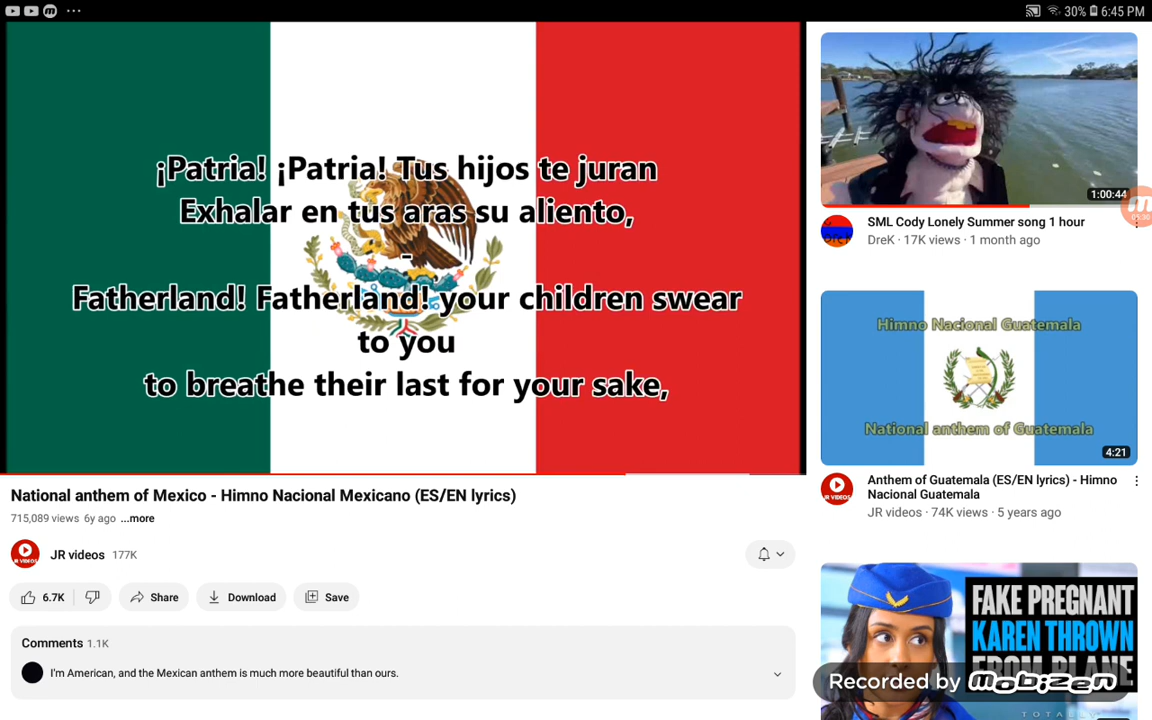 30% 6:45 PM
¡Patria! ¡Patria! Tus hijos te juran
Exhalar en tus aras su aliento,
-
Fatherland! Fatherland! your children swear
to you
to breathe their last for your sake,
National anthem of Mexico - Himno Nacional Mexicano (ES/EN lyrics)
715,089 views 6y ago ...more
JR videos 177K
6.7K
Share
Download
Save
Comments 1.1K
I'm American, and the Mexican anthem is much more beautiful than ours.
1:00:44
SML Cody Lonely Summer song 1 hour
DreK · 17K views · 1 month ago
Himno Nacional Guatemala
National anthem of Guatemala
4:21
Anthem of Guatemala (ES/EN lyrics) - Himno
Nacional Guatemala
JR videos · 74K views · 5 years ago
FAKE PREGNANT
KAREN THROWN
FROM PLANE
Recorded by mobizen